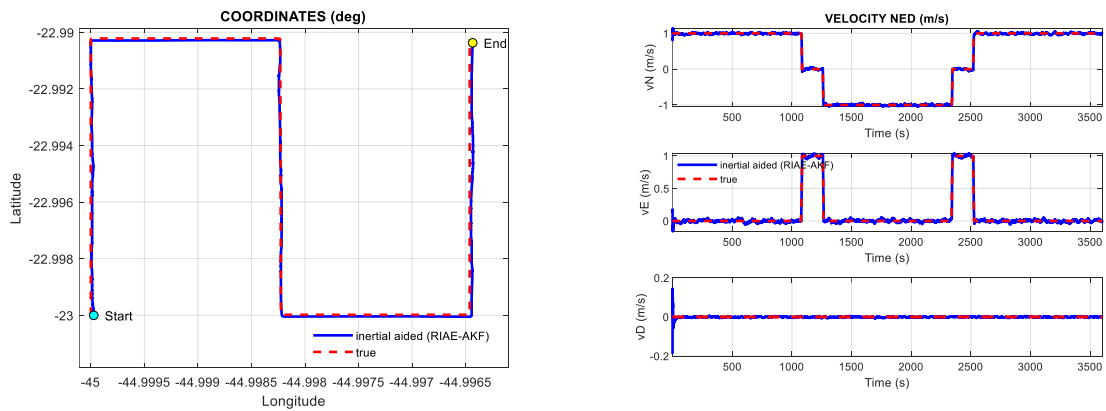 COORDINATES (deg)
-22.99
-22.992
-22.994
-22.996
-22.998
-23
Latitude
End
Start
inertial aided (RIAE-AKF)
true
-45 -44.9995 -44.999 -44.9985 -44.998 -44.9975 -44.997 -44.9965
Longitude
VELOCITY NED (m/s)
1
0
-1
vN (m/s)
500 1000 1500 2000 2500 3000 3500
Time (s)
1
0.5
0
vE (m/s)
inertial aided (RIAE-AKF)
true
500 1000 1500 2000 2500 3000 3500
Time (s)
0.2
0
-0.2
vD (m/s)
500 1000 1500 2000 2500 3000 3500
Time (s)